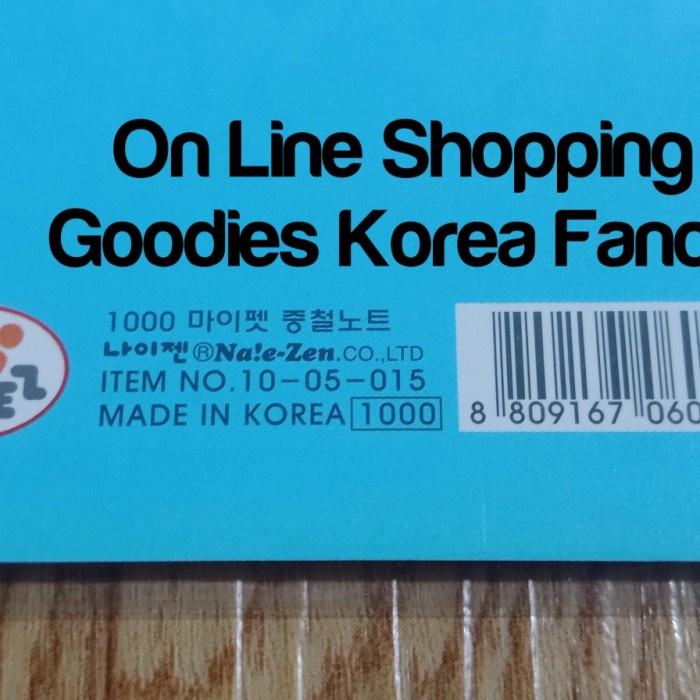 On Line Shopping
Goodies Korea
1000 마이펫 중철노트
나이젠®Na!e-Zen.CO.,LTD
ITEM NO.10-05-015
MADE IN KOREA 1000
8 809167 060